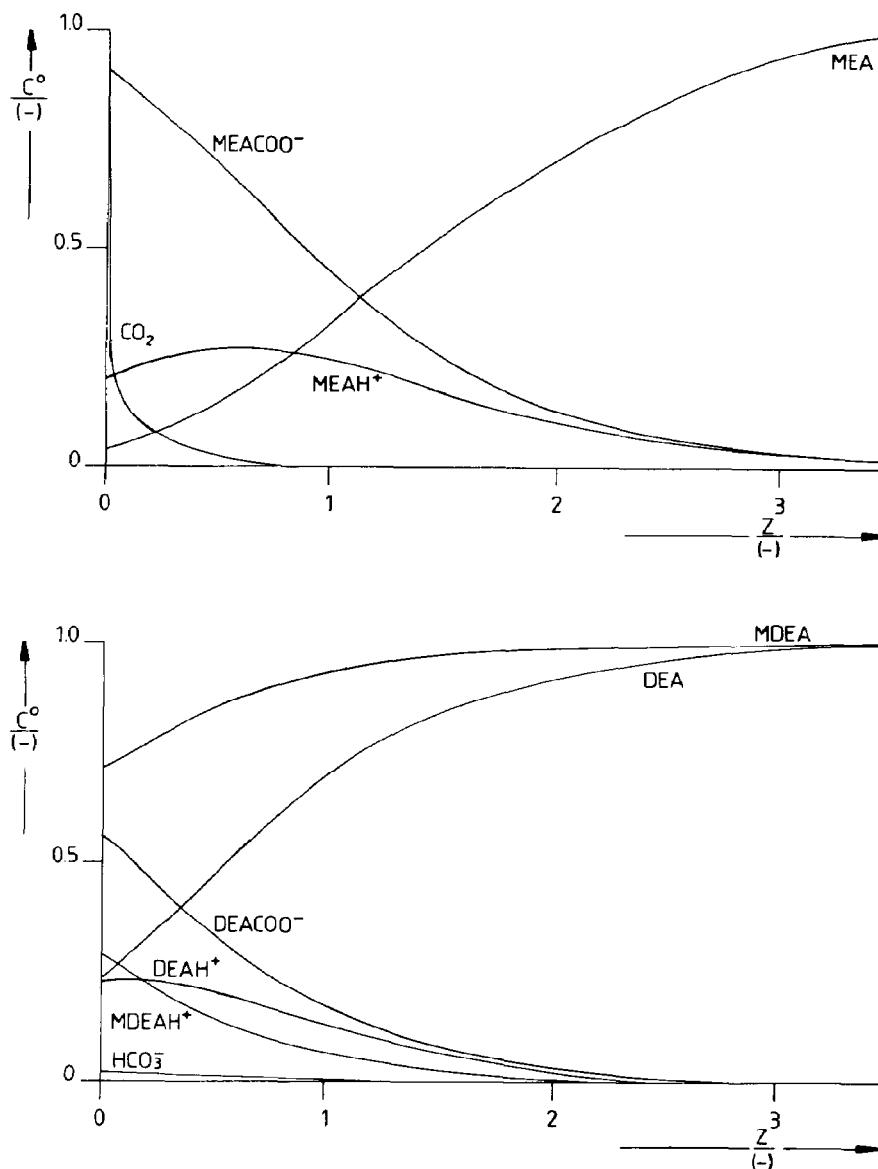 1.0
C°
(-)
MEA
MEACOO⁻
0.5
CO₂
MEAH⁺
0
0 1 2 3
Z
(-)
1.0
C°
(-)
MDEA
DEA
0.5
DEACOO⁻
DEAH⁺
MDEAH⁺
HCO₃⁻
0
0 1 2 3
Z
(-)